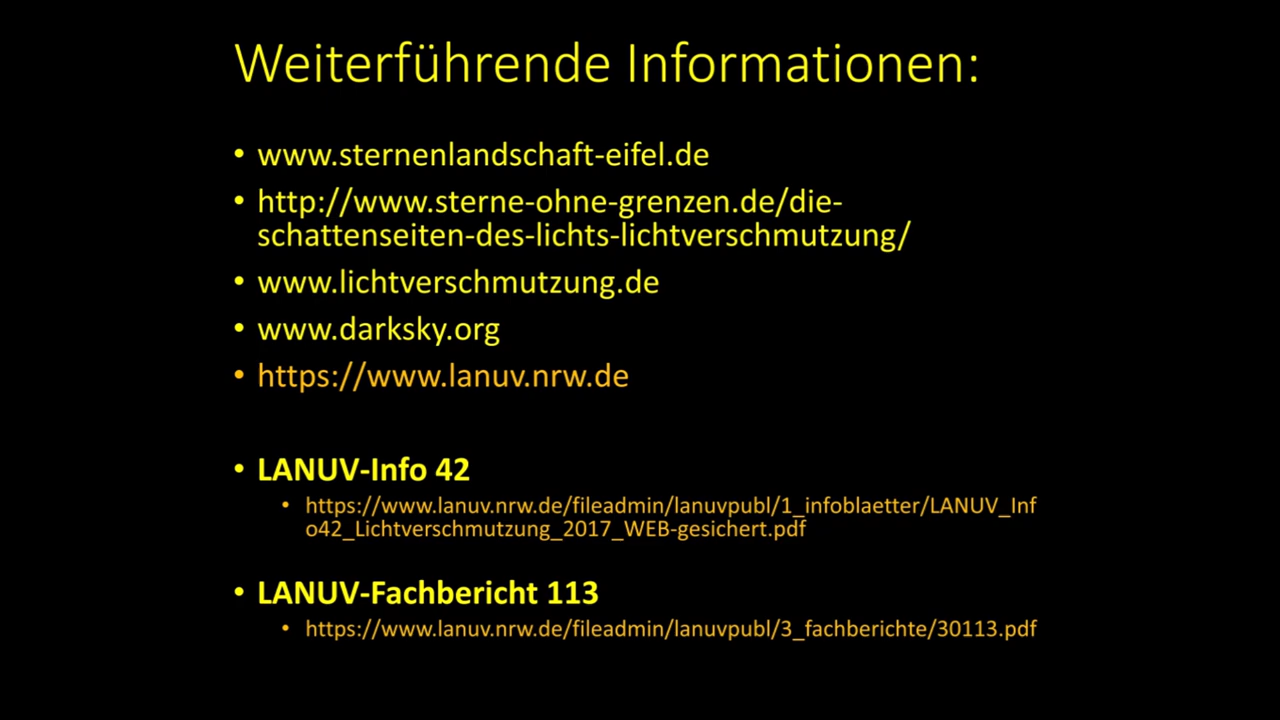 Weiterführende Informationen:
• www.sternenlandschaft-eifel.de
• http://www.sterne-ohne-grenzen.de/die-
schattenseiten-des-lichts-lichtverschmutzung/
• www.lichtverschmutzung.de
• www.darksky.org
• https://www.lanuv.nrw.de
• LANUV-Info 42
• https://www.lanuv.nrw.de/fileadmin/lanuvpubl/1_infoblaetter/LANUV_Inf
o42_Lichtverschmutzung_2017_WEB-gesichert.pdf
• LANUV-Fachbericht 113
• https://www.lanuv.nrw.de/fileadmin/lanuvpubl/3_fachberichte/30113.pdf